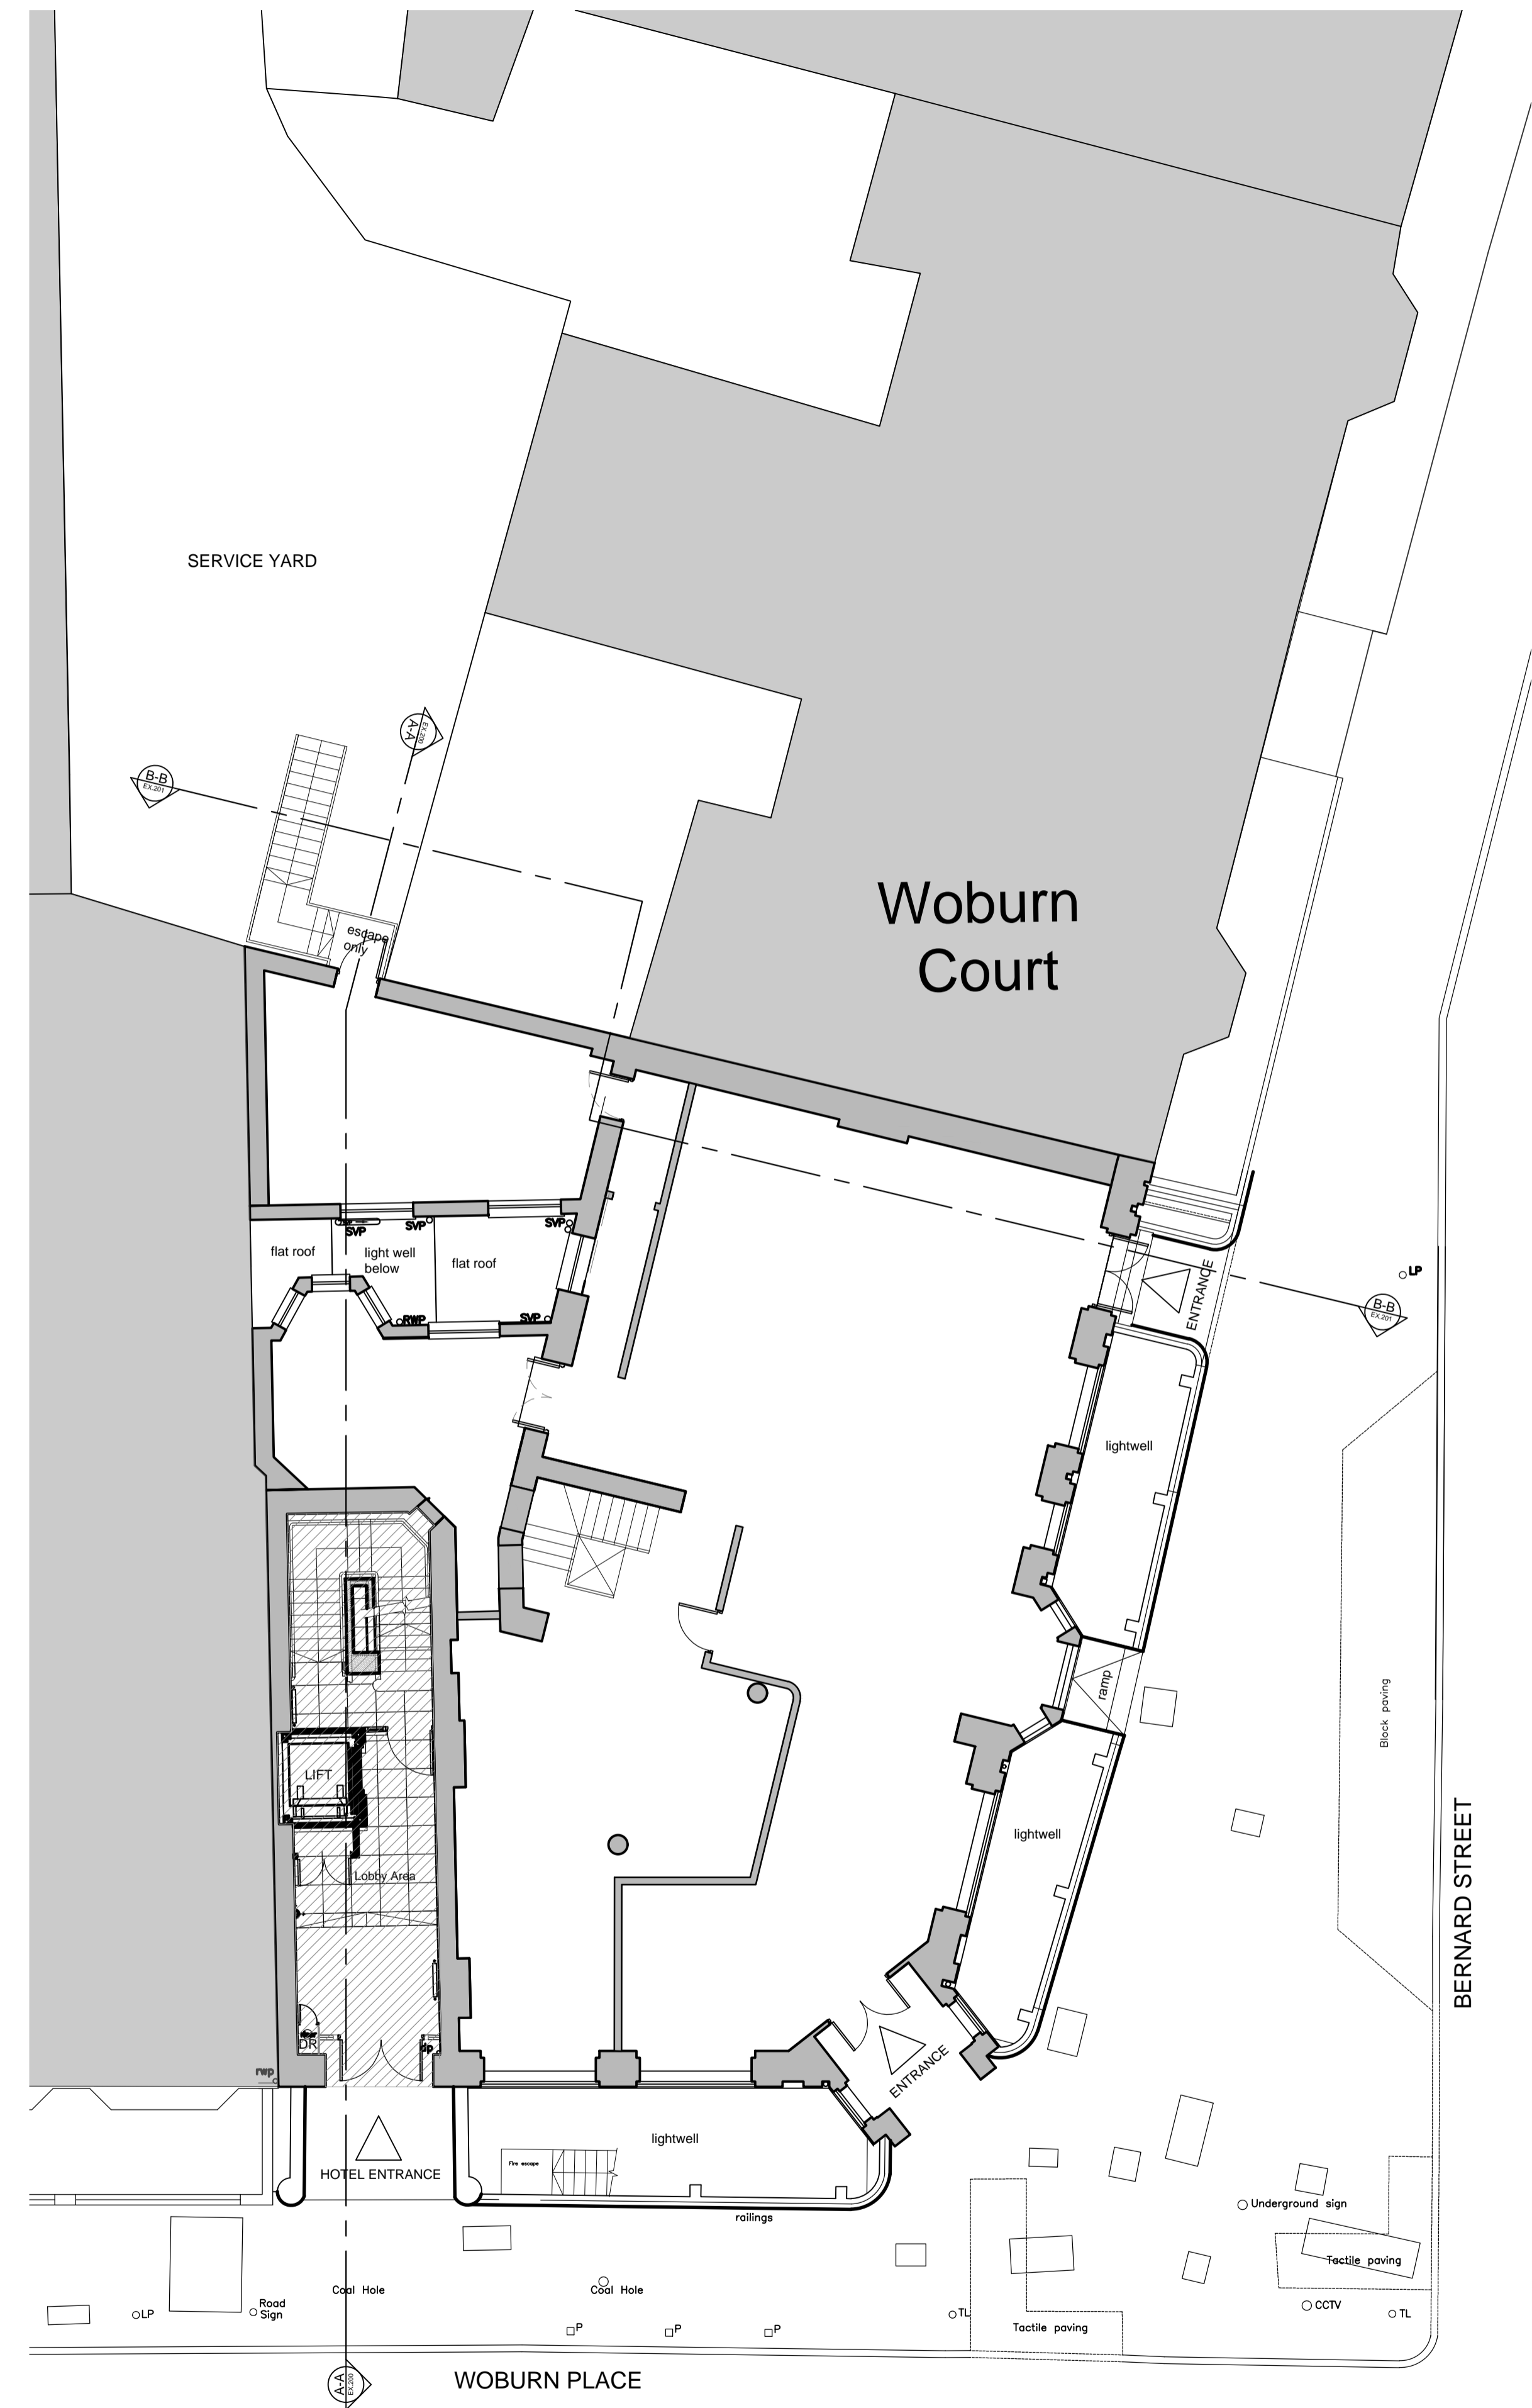 SERVICE YARD
A-A
EX.200
B-B
EX.201
Woburn
Court
escape
only
SVP
SVP
SVP
flat roof
light well
below
flat roof
RWP
SVP
ENTRANCE
LP
B-B
EX.201
lightwell
ramp
Block paving
LIFT
lightwell
Lobby Area
BERNARD STREET
DR
dp
rwp
ENTRANCE
lightwell
Fire escape
HOTEL ENTRANCE
railings
Underground sign
Tactile paving
Coal Hole
Coal Hole
Road
Sign
LP
CCTV
TL
TL
P
P
P
Tactile paving
WOBURN PLACE
A-A
EX.200